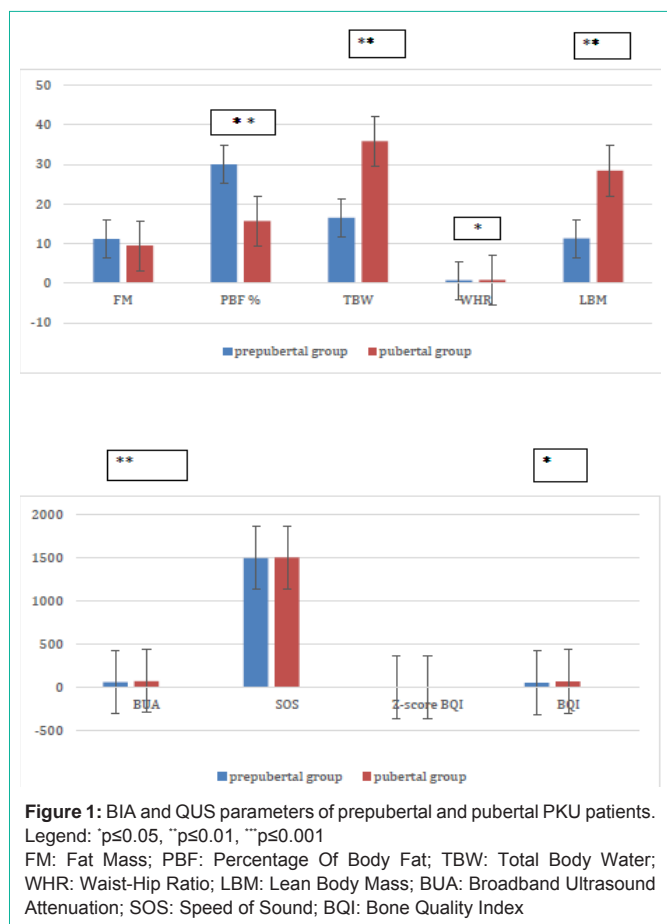 ** **
50
40
* *
30
20
*
10
0
FM PBF % TBW WHR LBM
-10
prepubertal group pubertal group
** *
2000
1500
1000
500
0
BUA SOS Z-score BQI BQI
-500
prepubertal group pubertal group
Figure 1: BIA and QUS parameters of prepubertal and pubertal PKU patients.
Legend: *p≤0.05, **p≤0.01, ***p≤0.001
FM: Fat Mass; PBF: Percentage Of Body Fat; TBW: Total Body Water;
WHR: Waist-Hip Ratio; LBM: Lean Body Mass; BUA: Broadband Ultrasound
Attenuation; SOS: Speed of Sound; BQI: Bone Quality Index